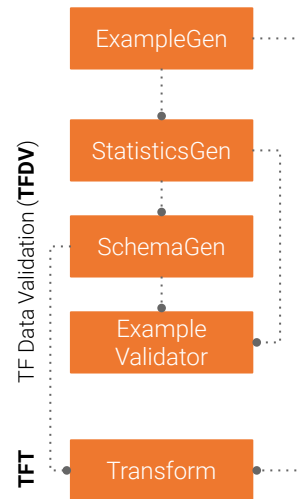 ExampleGen
StatisticsGen
SchemaGen
Example
Validator
Transform
TF Data Validation (TFDV)
TFT